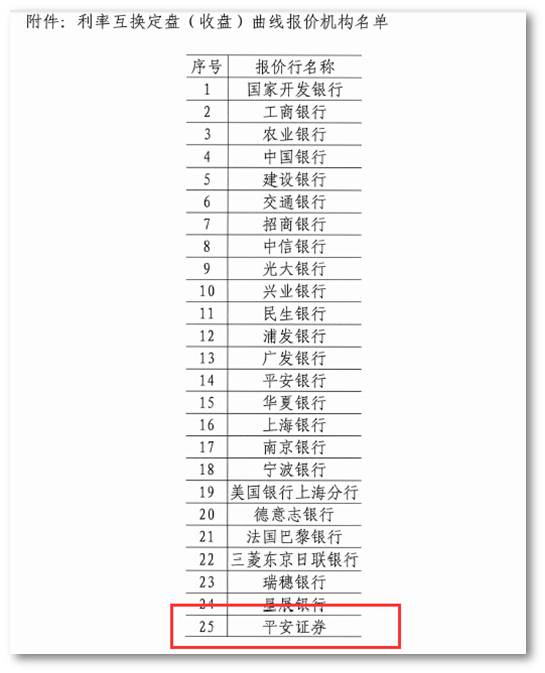 附件：利率互换定盘（收盘）曲线报价机构名单
序号 报价行名称
1 国家开发银行
2 工商银行
3 农业银行
4 中国银行
5 建设银行
6 交通银行
7 招商银行
8 中信银行
9 光大银行
10 兴业银行
11 民生银行
12 浦发银行
13 广发银行
14 平安银行
15 华夏银行
16 上海银行
17 南京银行
18 宁波银行
19 美国银行上海分行
20 德意志银行
21 法国巴黎银行
22 三菱东京日联银行
23 瑞穗银行
24 星展银行
25 平安证券